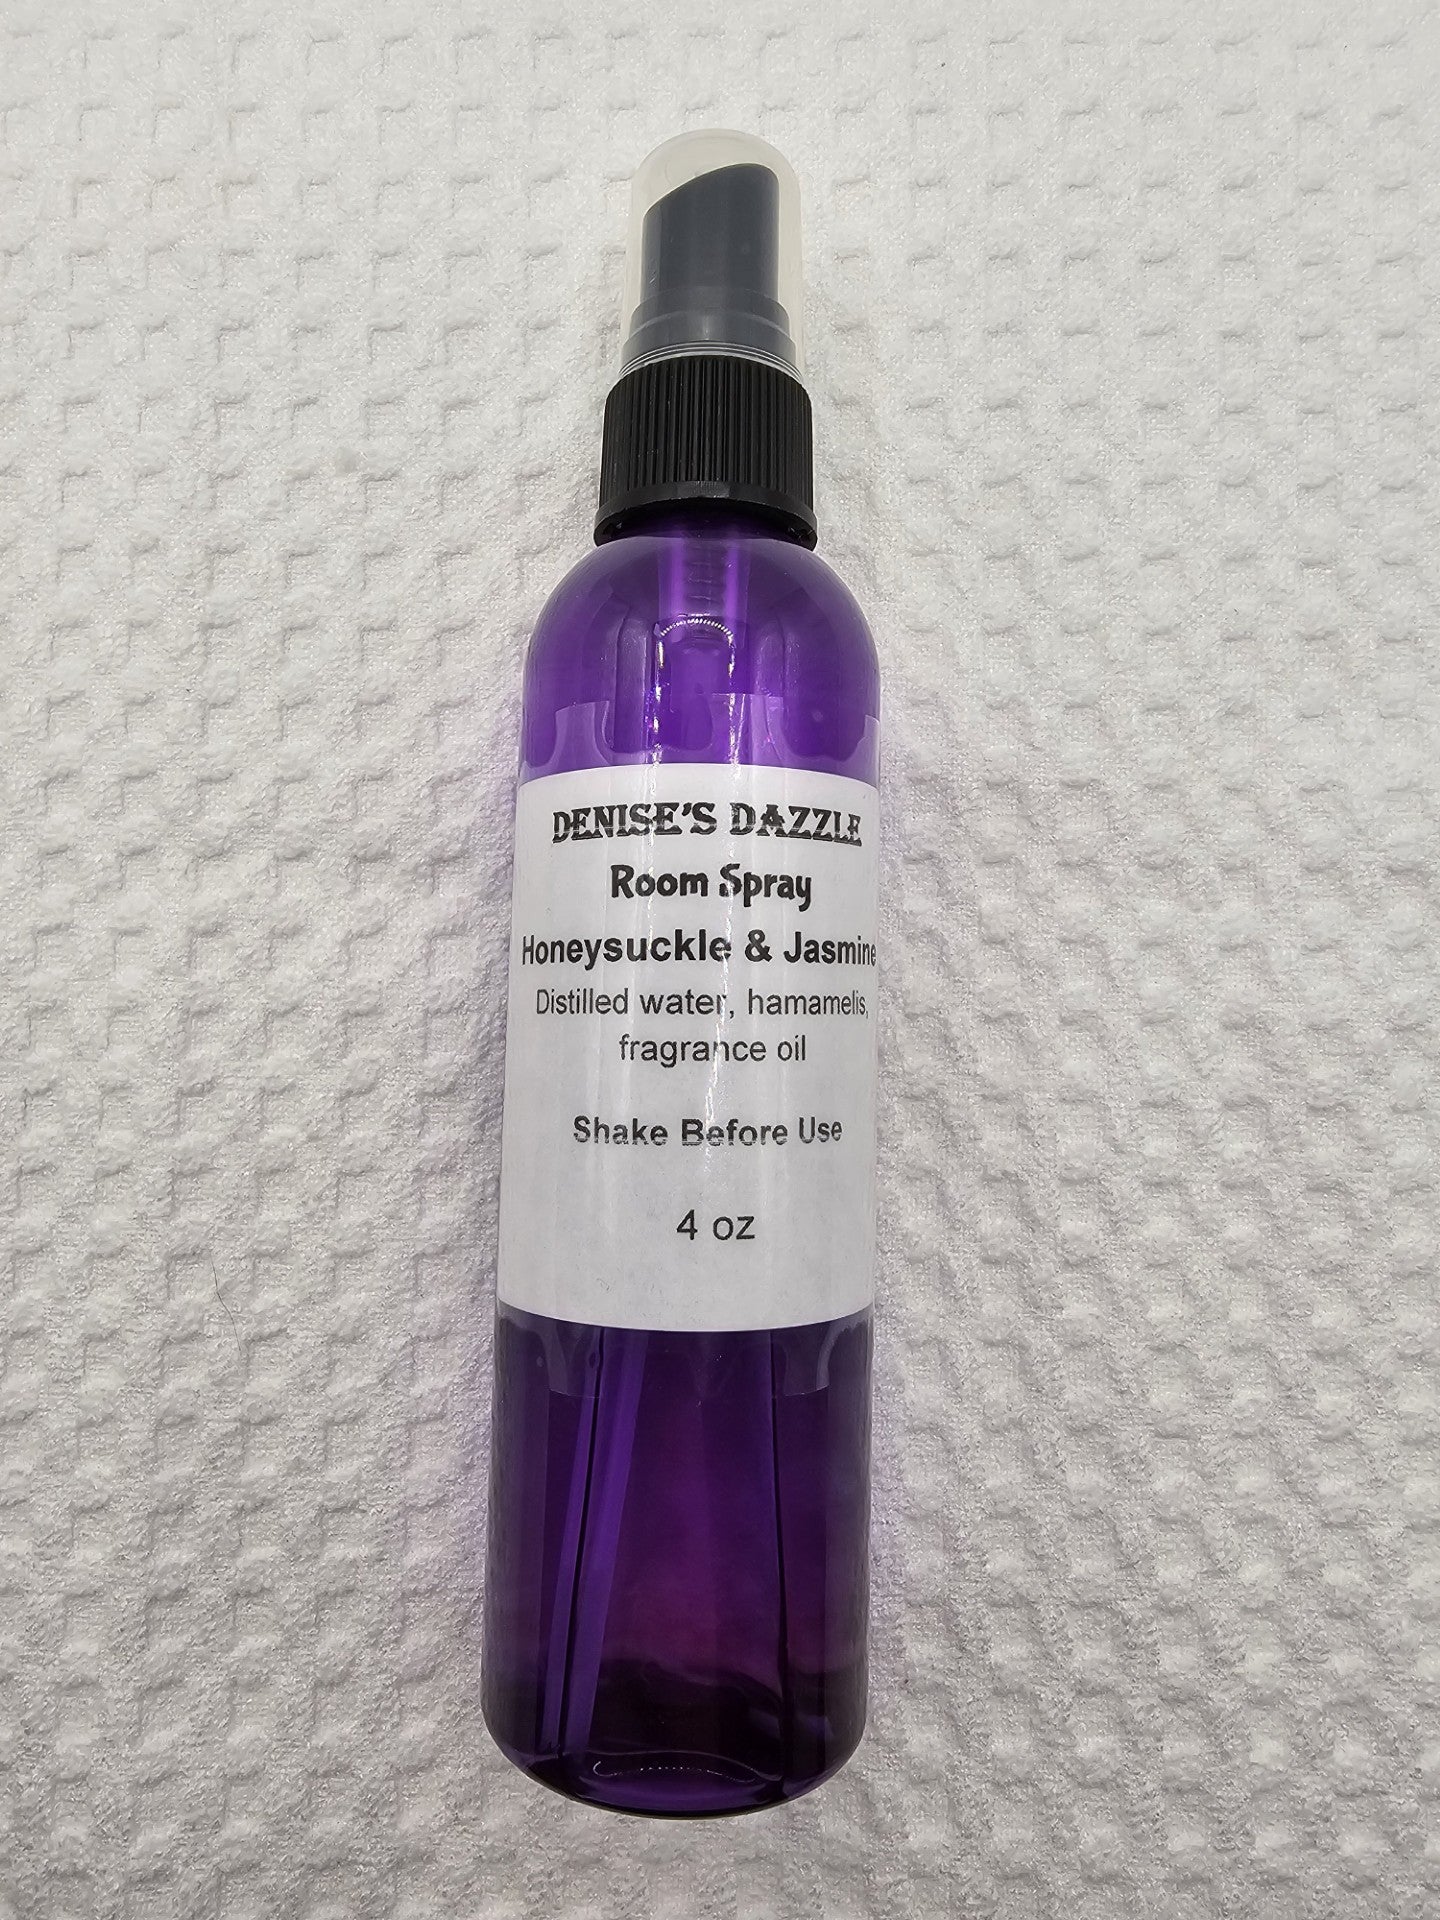 DENISE'S DAZZLE
Room Spray
Honeysuckle & Jasmine
Distilled water, hamamelis,
fragrance oil
Shake Before Use
4 oz